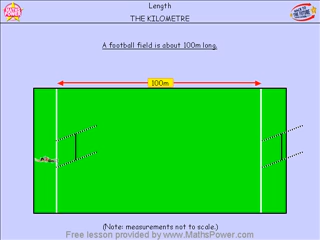 Length
THE KILOMETRE
A football field is about 100m long.
100m
(Note: measurements not to scale.)
Free lesson provided by www.MathsPower.com